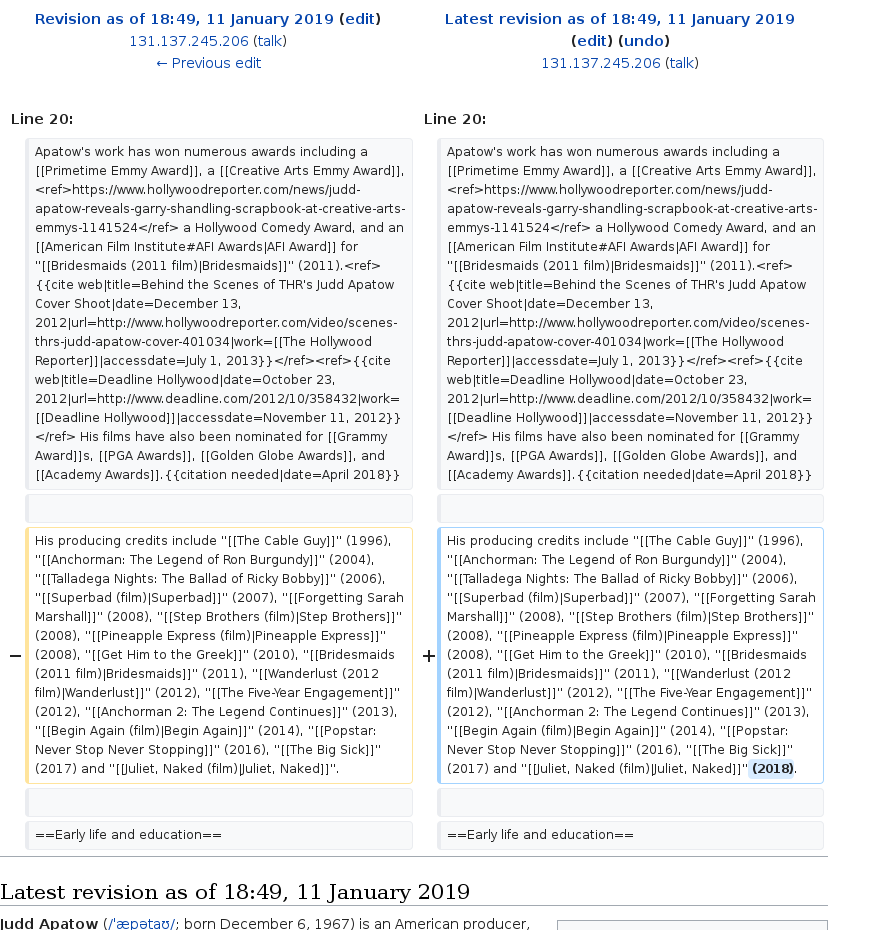 Revision as of 18:49, 11 January 2019 (edit)
131.137.245.206 (talk)
← Previous edit
Latest revision as of 18:49, 11 January 2019
(edit) (undo)
131.137.245.206 (talk)
Line 20:
Line 20:
Apatow's work has won numerous awards including a
[[Primetime Emmy Award]], a [[Creative Arts Emmy Award]],
<ref>https://www.hollywoodreporter.com/news/judd-
apatow-reveals-garry-shandling-scrapbook-at-creative-arts-
emmys-1141524</ref> a Hollywood Comedy Award, and an
[[American Film Institute#AFI Awards|AFI Award]] for
''[[Bridesmaids (2011 film)|Bridesmaids]]'' (2011).<ref>
{{cite web|title=Behind the Scenes of THR's Judd Apatow
Cover Shoot|date=December 13,
2012|url=http://www.hollywoodreporter.com/video/scenes-
thrs-judd-apatow-cover-401034|work=[[The Hollywood
Reporter]]|accessdate=July 1, 2013}}</ref><ref>{{cite
web|title=Deadline Hollywood|date=October 23,
2012|url=http://www.deadline.com/2012/10/358432|work=
[[Deadline Hollywood]]|accessdate=November 11, 2012}}
</ref> His films have also been nominated for [[Grammy
Award]]s, [[PGA Awards]], [[Golden Globe Awards]], and
[[Academy Awards]].{{citation needed|date=April 2018}}
Apatow's work has won numerous awards including a
[[Primetime Emmy Award]], a [[Creative Arts Emmy Award]],
<ref>https://www.hollywoodreporter.com/news/judd-
apatow-reveals-garry-shandling-scrapbook-at-creative-arts-
emmys-1141524</ref> a Hollywood Comedy Award, and an
[[American Film Institute#AFI Awards|AFI Award]] for
''[[Bridesmaids (2011 film)|Bridesmaids]]'' (2011).<ref>
{{cite web|title=Behind the Scenes of THR's Judd Apatow
Cover Shoot|date=December 13,
2012|url=http://www.hollywoodreporter.com/video/scenes-
thrs-judd-apatow-cover-401034|work=[[The Hollywood
Reporter]]|accessdate=July 1, 2013}}</ref><ref>{{cite
web|title=Deadline Hollywood|date=October 23,
2012|url=http://www.deadline.com/2012/10/358432|work=
[[Deadline Hollywood]]|accessdate=November 11, 2012}}
</ref> His films have also been nominated for [[Grammy
Award]]s, [[PGA Awards]], [[Golden Globe Awards]], and
[[Academy Awards]].{{citation needed|date=April 2018}}
−
His producing credits include ''[[The Cable Guy]]'' (1996),
''[[Anchorman: The Legend of Ron Burgundy]]'' (2004),
''[[Talladega Nights: The Ballad of Ricky Bobby]]'' (2006),
''[[Superbad (film)|Superbad]]'' (2007), ''[[Forgetting Sarah
Marshall]]'' (2008), ''[[Step Brothers (film)|Step Brothers]]''
(2008), ''[[Pineapple Express (film)|Pineapple Express]]''
(2008), ''[[Get Him to the Greek]]'' (2010), ''[[Bridesmaids
(2011 film)|Bridesmaids]]'' (2011), ''[[Wanderlust (2012
film)|Wanderlust]]'' (2012), ''[[The Five-Year Engagement]]''
(2012), ''[[Anchorman 2: The Legend Continues]]'' (2013),
''[[Begin Again (film)|Begin Again]]'' (2014), ''[[Popstar:
Never Stop Never Stopping]]'' (2016), ''[[The Big Sick]]''
(2017) and ''[[Juliet, Naked (film)|Juliet, Naked]]''.
+
His producing credits include ''[[The Cable Guy]]'' (1996),
''[[Anchorman: The Legend of Ron Burgundy]]'' (2004),
''[[Talladega Nights: The Ballad of Ricky Bobby]]'' (2006),
''[[Superbad (film)|Superbad]]'' (2007), ''[[Forgetting Sarah
Marshall]]'' (2008), ''[[Step Brothers (film)|Step Brothers]]''
(2008), ''[[Pineapple Express (film)|Pineapple Express]]''
(2008), ''[[Get Him to the Greek]]'' (2010), ''[[Bridesmaids
(2011 film)|Bridesmaids]]'' (2011), ''[[Wanderlust (2012
film)|Wanderlust]]'' (2012), ''[[The Five-Year Engagement]]''
(2012), ''[[Anchorman 2: The Legend Continues]]'' (2013),
''[[Begin Again (film)|Begin Again]]'' (2014), ''[[Popstar:
Never Stop Never Stopping]]'' (2016), ''[[The Big Sick]]''
(2017) and ''[[Juliet, Naked (film)|Juliet, Naked]]'' (2018).
==Early life and education==
==Early life and education==
Latest revision as of 18:49, 11 January 2019
Judd Apatow (/ˈæpətaʊ/; born December 6, 1967) is an American producer,